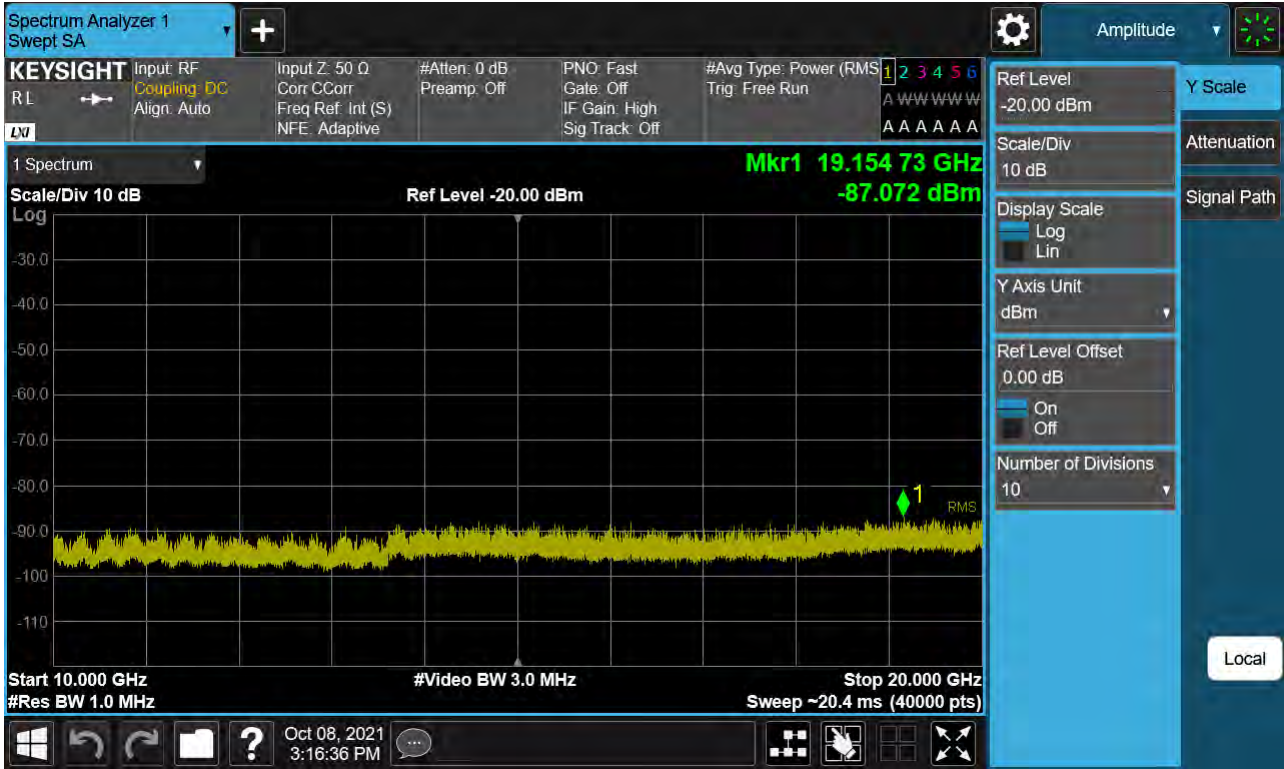 Spectrum Analyzer 1
Swept SA
+
Amplitude
KEYSIGHT
RL
LXI
Input: RF
Coupling: DC
Align: Auto
Input Z: 50 Ω
Corr CCorr
Freq Ref: Int (S)
NFE: Adaptive
#Atten: 0 dB
Preamp: Off
PNO: Fast
Gate: Off
IF Gain: High
Sig Track: Off
#Avg Type: Power (RMS
Trig: Free Run
1 2 3 4 5 6
A W W W W W
A A A A A A
1 Spectrum
Mkr1 19.154 73 GHz
Scale/Div 10 dB
Ref Level -20.00 dBm
-87.072 dBm
Log
-30.0
-40.0
-50.0
-60.0
-70.0
-80.0
1
RMS
-90.0
-100
-110
Start 10.000 GHz
#Video BW 3.0 MHz
Stop 20.000 GHz
#Res BW 1.0 MHz
Sweep ~20.4 ms (40000 pts)
Ref Level
-20.00 dBm
Scale/Div
10 dB
Display Scale
Log
Lin
Y Axis Unit
dBm
Ref Level Offset
0.00 dB
On
Off
Number of Divisions
10
Y Scale
Attenuation
Signal Path
Local
?
Oct 08, 2021
3:16:36 PM